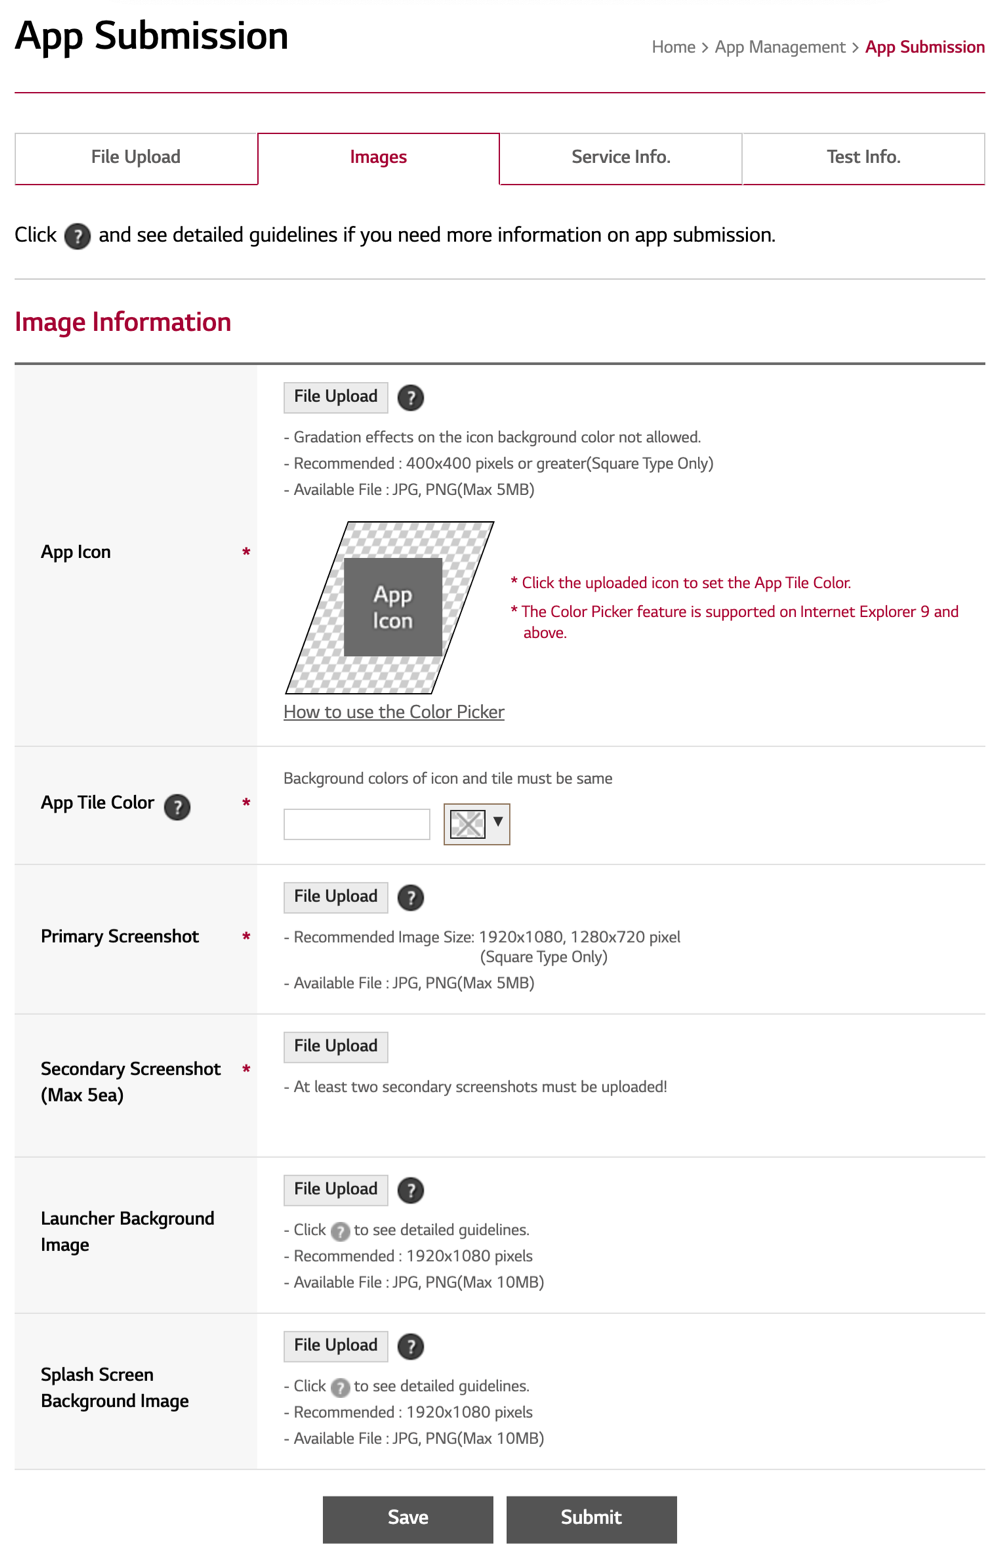 App Submission
Home > App Management > App Submission
File Upload
Images
Service Info.
Test Info.
Click ? and see detailed guidelines if you need more information on app submission.
Image Information
App Icon *
File Upload ?
- Gradation effects on the icon background color not allowed.
- Recommended : 400x400 pixels or greater(Square Type Only)
- Available File : JPG, PNG(Max 5MB)
App
Icon
* Click the uploaded icon to set the App Tile Color.
* The Color Picker feature is supported on Internet Explorer 9 and
above.
How to use the Color Picker
App Tile Color ? *
Background colors of icon and tile must be same
Primary Screenshot *
File Upload ?
- Recommended Image Size: 1920x1080, 1280x720 pixel
(Square Type Only)
- Available File : JPG, PNG(Max 5MB)
Secondary Screenshot *
(Max 5ea)
File Upload
- At least two secondary screenshots must be uploaded!
Launcher Background
Image
File Upload ?
- Click ? to see detailed guidelines.
- Recommended : 1920x1080 pixels
- Available File : JPG, PNG(Max 10MB)
Splash Screen
Background Image
File Upload ?
- Click ? to see detailed guidelines.
- Recommended : 1920x1080 pixels
- Available File : JPG, PNG(Max 10MB)
Save
Submit